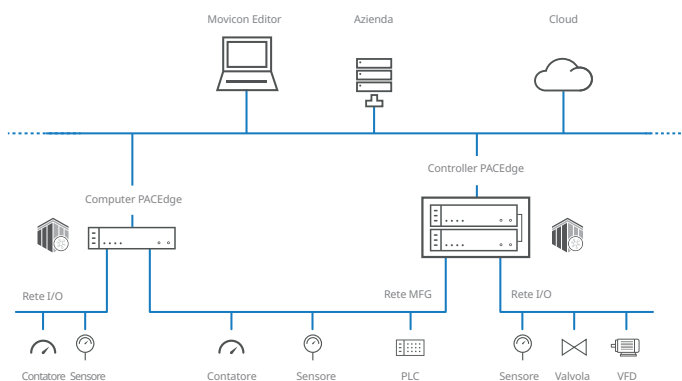 Movicon Editor
Azienda
Cloud
Controller PACEdge
Computer PACEdge
Rete I/O
Rete MFG
Rete I/O
Contatore
Sensore
Contatore
Sensore
PLC
Sensore
Valvola
VFD